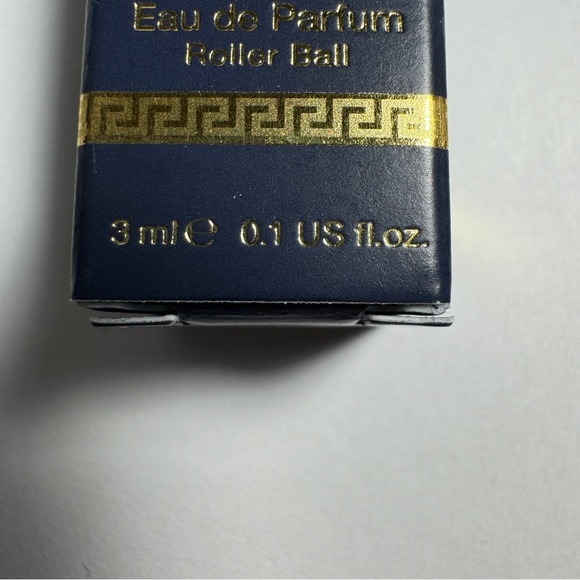 Eau de Parfum
Roller Ball
3 ml ℮ 0.1 US fl.oz.